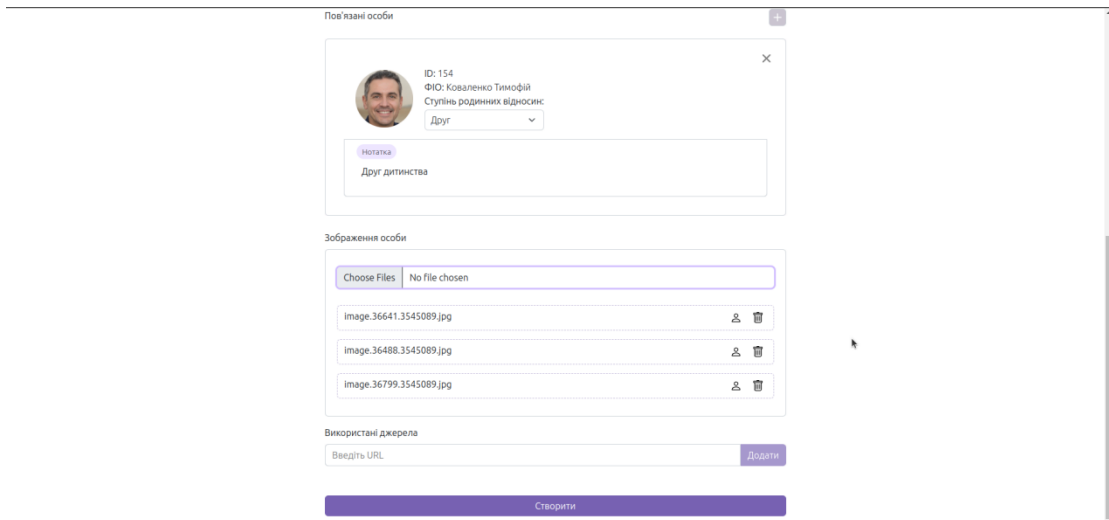 Пов'язані особи
+
ID: 154
ФІО: Коваленко Тимофій
Ступінь родинних відносин:
Друг
Нотатка
Друг дитинства
Зображення особи
Choose Files No file chosen
image.36641.3545089.jpg
image.36488.3545089.jpg
image.36799.3545089.jpg
Використані джерела
Введіть URL Додати
Створити